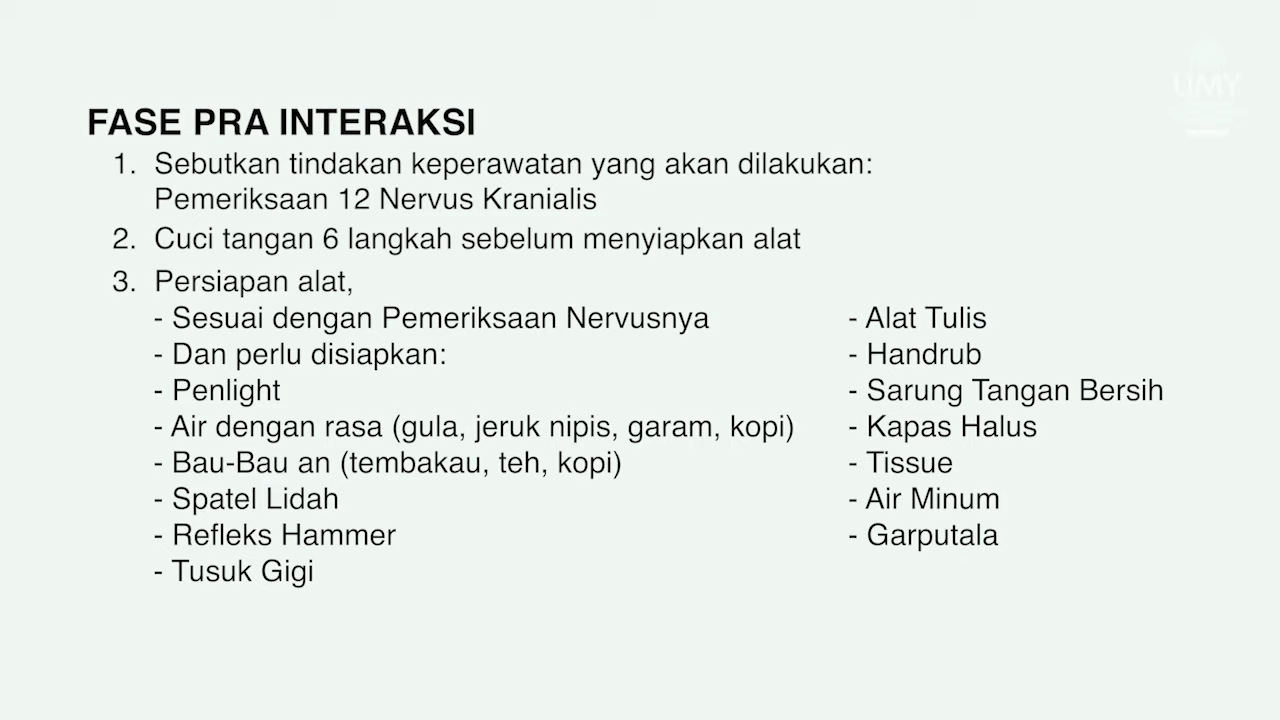 UMY
FASE PRA INTERAKSI
1. Sebutkan tindakan keperawatan yang akan dilakukan:
Pemeriksaan 12 Nervus Kranialis
2. Cuci tangan 6 langkah sebelum menyiapkan alat
3. Persiapan alat,
- Sesuai dengan Pemeriksaan Nervusnya
- Dan perlu disiapkan:
- Penlight
- Air dengan rasa (gula, jeruk nipis, garam, kopi)
- Bau-Bau an (tembakau, teh, kopi)
- Spatel Lidah
- Refleks Hammer
- Tusuk Gigi
- Alat Tulis
- Handrub
- Sarung Tangan Bersih
- Kapas Halus
- Tissue
- Air Minum
- Garputala